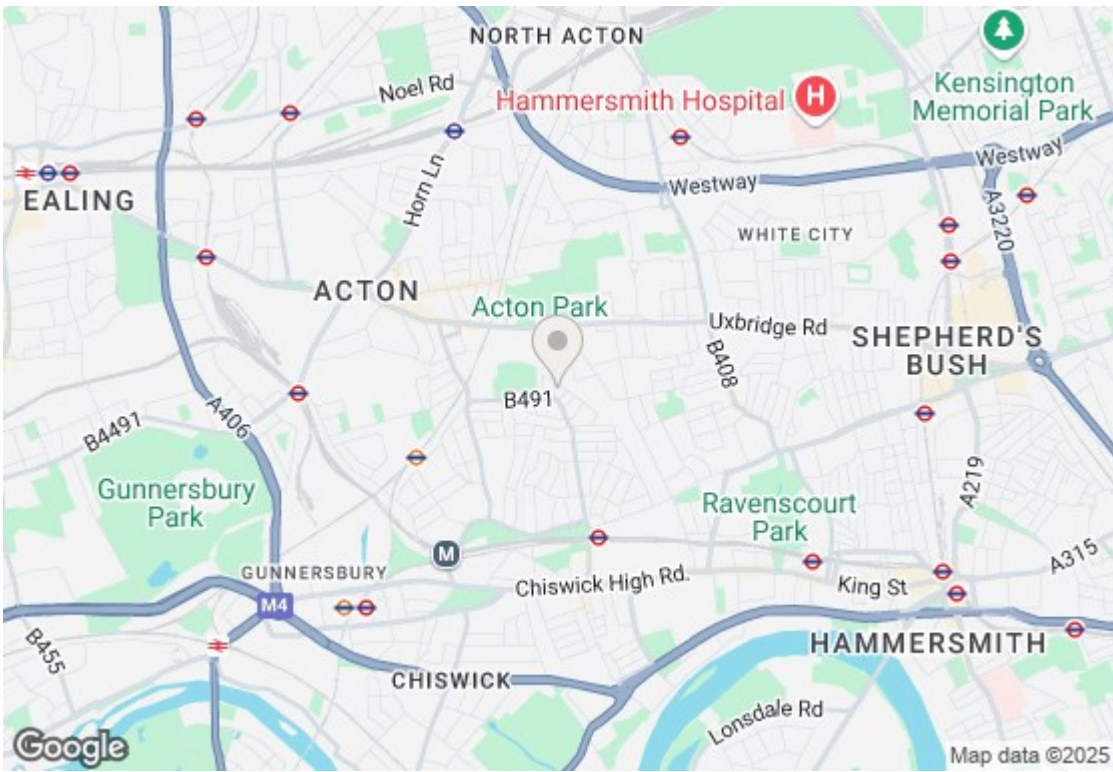 NORTH ACTON
Noel Rd
Hammersmith Hospital
H
Kensington
Memorial Park
Westway
Westway
EALING
Horn Ln
A3220
WHITE CITY
ACTON
Acton Park
Uxbridge Rd
SHEPHERD'S
BUSH
B408
B491
A406
B4491
Gunnersbury
Park
A219
Ravenscourt
Park
M
GUNNERSBURY
Chiswick High Rd.
King St
A315
M4
B455
HAMMERSMITH
CHISWICK
Lonsdale Rd
Google
Map data ©2025